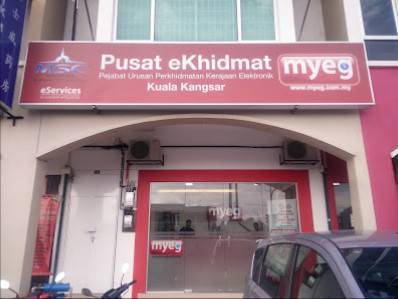 MSC
eServices
Pusat eKhidmat
Pejabat Urusan Perkhidmatan Kerajaan Elektronik
Kuala Kangsar
myeg
www.myeg.com.my
myeg
myeg